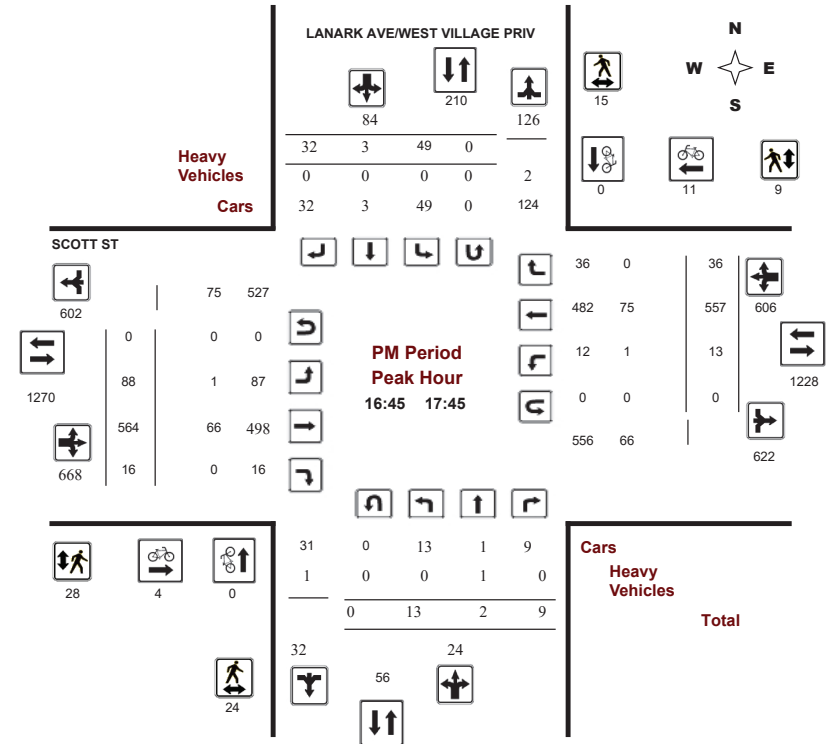 LANARK AVE/WEST VILLAGE PRIV
N
W E
S
210
15
84 126
32 3 49 0
Heavy
Vehicles
0 0 0 0 2
Cars 32 3 49 0 124
0 11 9
SCOTT ST
602
75 527
36 0 36
482 75 557 606
0 0 0
PM Period
Peak Hour
16:45 17:45
12 1 13
1270
88 1 87
1228
0 0 0
564 66 498
556 66
622
668
16 0 16
31 0 13 1 9
Cars
1 0 0 1 0
Heavy
Vehicles
28 4 0
0 13 2 9
Total
32 24
56
24